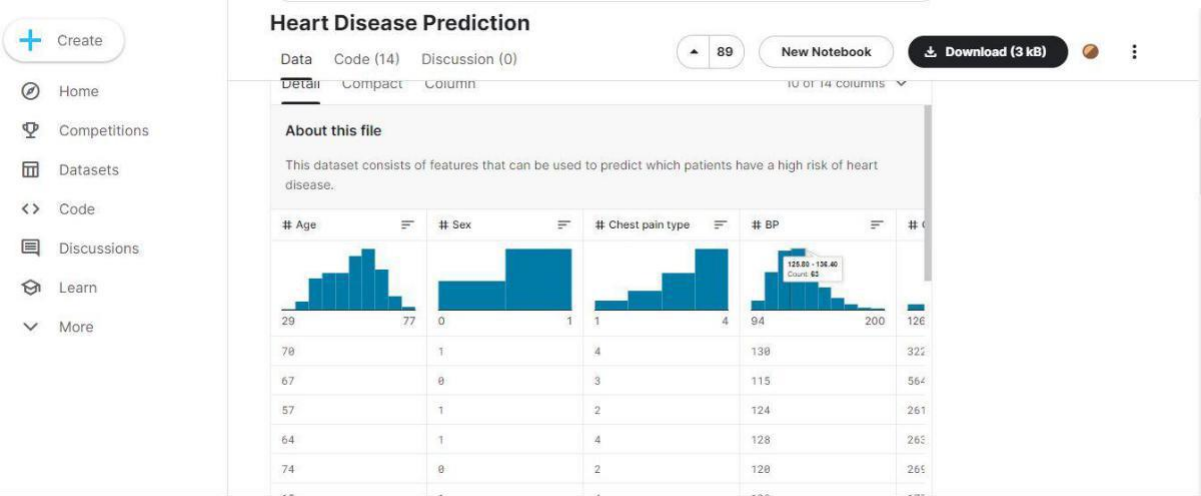 Create
Home
Competitions
Datasets
Code
Discussions
Learn
More
Heart Disease Prediction
Data Code (14) Discussion (0)
89
New Notebook
Download (3 kB)
Detail Compact Column
10 of 14 columns
About this file
This dataset consists of features that can be used to predict which patients have a high risk of heart
disease.
# Age # Sex # Chest pain type # BP #
125.80 - 136.40
Count: 63
29 77 0 1 1 4 94 200 126
70 1 4 130 322
67 0 3 115 564
57 1 2 124 261
64 1 4 128 263
74 0 2 120 269